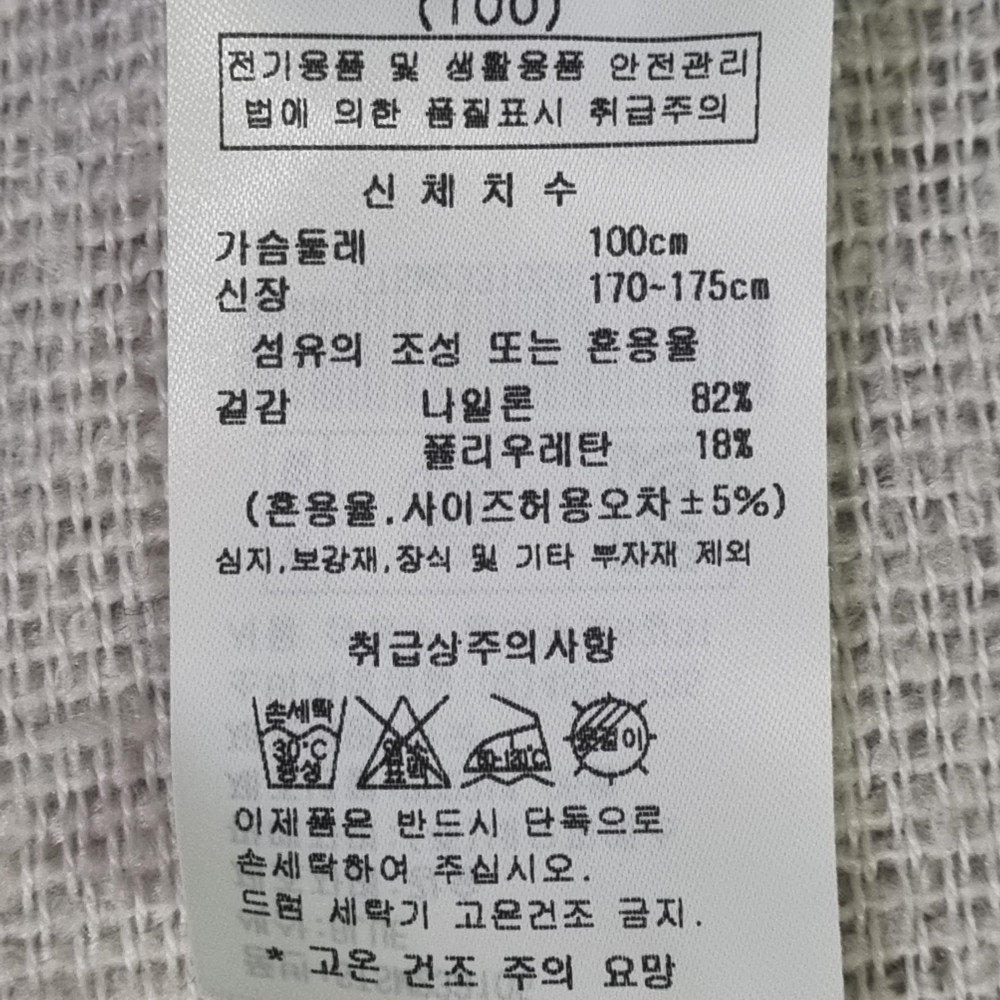 (100)
전기용품 및 생활용품 안전관리
법에 의한 품질표시 취급주의
신체치수
가슴둘레 100cm
신장 170~175cm
섬유의 조성 또는 혼용율
겉감 나일론 82%
폴리우레탄 18%
(혼용율.사이즈허용오차±5%)
심지,보강재,장식 및 기타 부자재 제외
취급상주의사항
손세탁
30°C
중성
염소
표백
이제품은 반드시 단독으로
손세탁하여 주십시오.
드럼 세탁기 고온건조 금지.
* 고온 건조 주의 요망